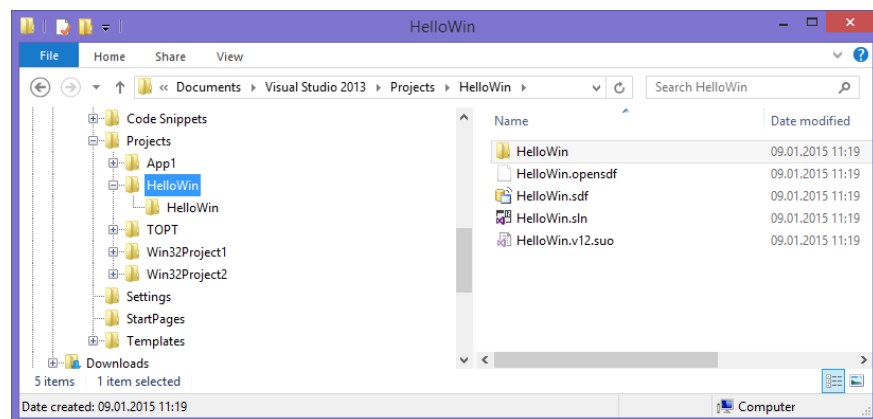 HelloWin
File Home Share View
« Documents Visual Studio 2013 Projects HelloWin Search HelloWin
Code Snippets
Projects
App1
HelloWin
HelloWin
TOPT
Win32Project1
Win32Project2
Settings
StartPages
Templates
Downloads
Name Date modified
HelloWin 09.01.2015 11:19
HelloWin.opensdf 09.01.2015 11:19
HelloWin.sdf 09.01.2015 11:19
HelloWin.sln 09.01.2015 11:19
HelloWin.v12.suo 09.01.2015 11:19
5 items 1 item selected
Date created: 09.01.2015 11:19 Computer